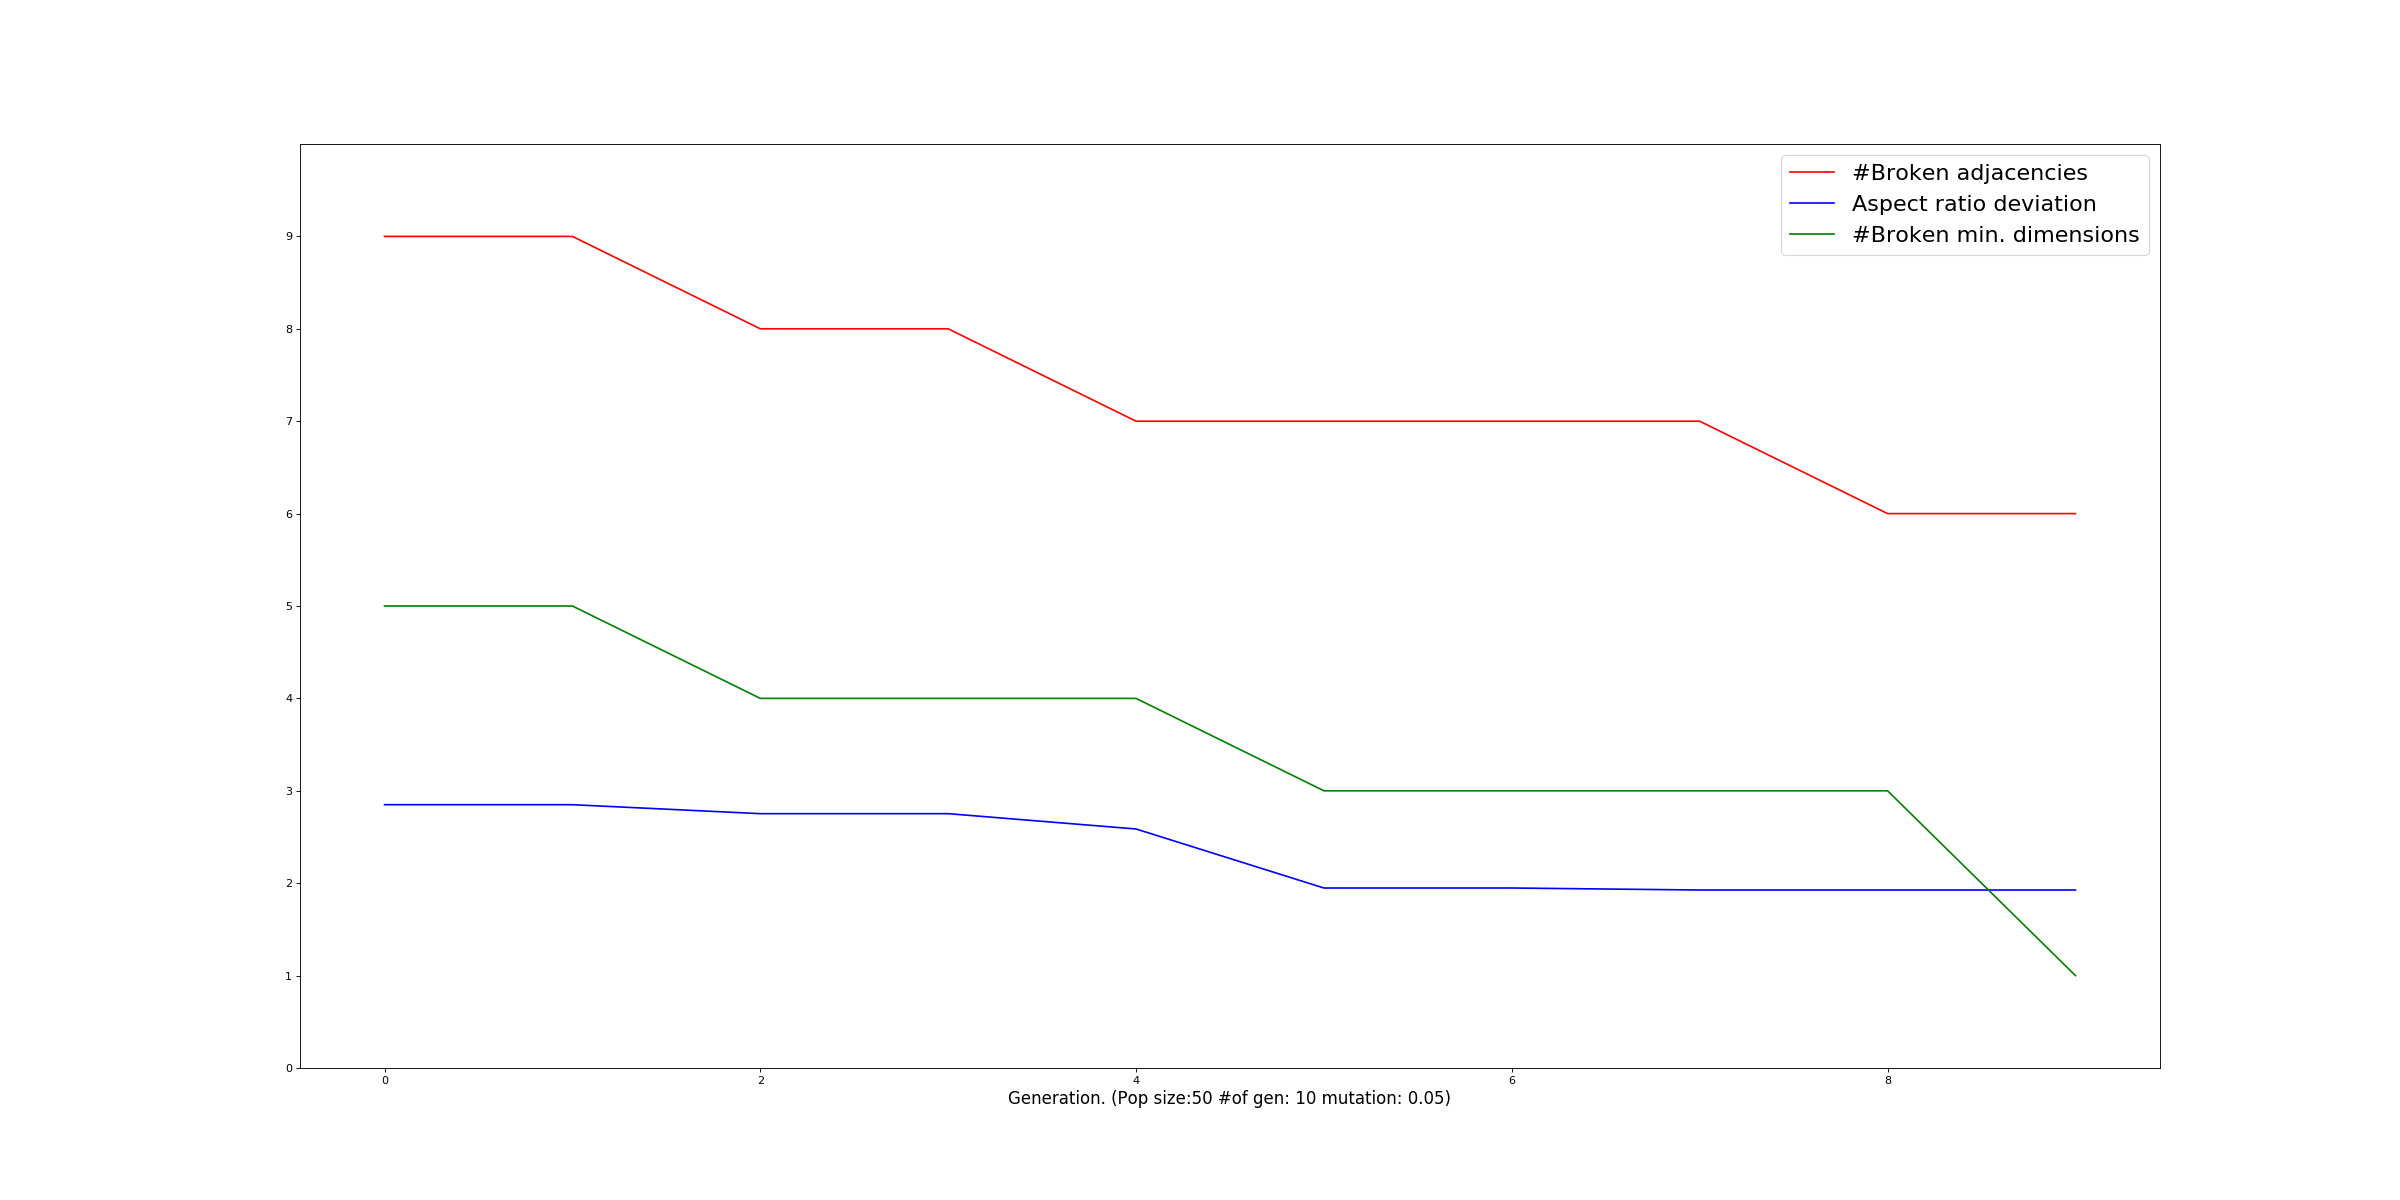 #Broken adjacencies
Aspect ratio deviation
#Broken min. dimensions
9
8
7
6
5
4
3
2
1
0
0 2 4 6 8
Generation. (Pop size:50 #of gen: 10 mutation: 0.05)